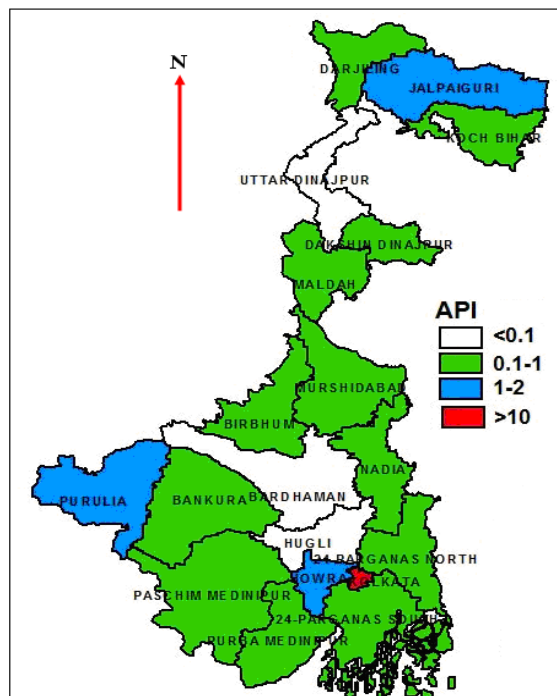 N
DARJILING
JALPAIGURI
KOCH BIHAR
UTTAR DINAJPUR
DAKSHIN DINAJPUR
MALDAH
API
<0.1
0.1-1
1-2
>10
MURSHIDABAD
BIRBHUM
NADIA
PURULIA
BANKURA
BARDHAMAN
HUGLI
24-PARGANAS NORTH
HOWRA
KOLKATA
PASCHIM MEDINIPUR
24-PARGANAS SOUTH
PURBA MEDINIPUR